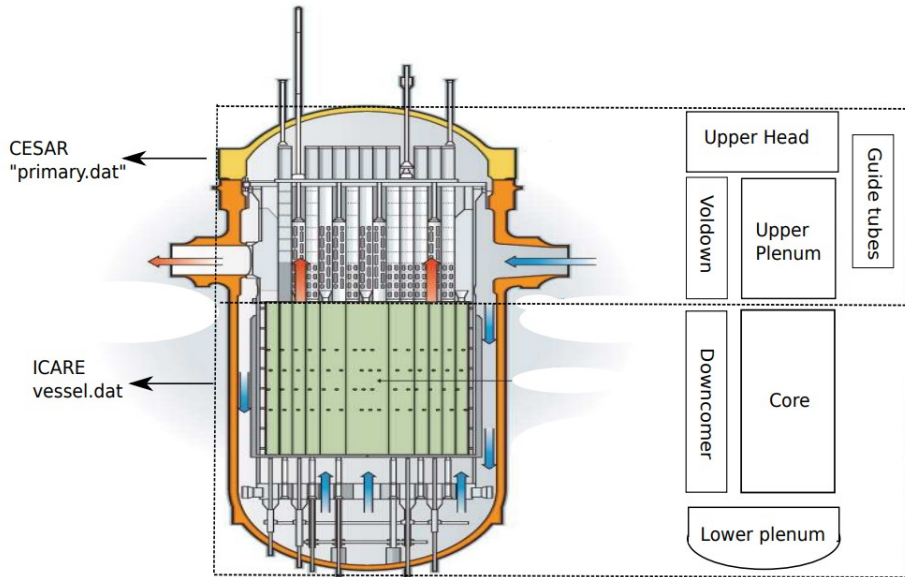 CESAR
"primary.dat"
Upper Head
Guide tubes
Voldown
Upper
Plenum
ICARE
vessel.dat
Downcomer
Core
Lower plenum